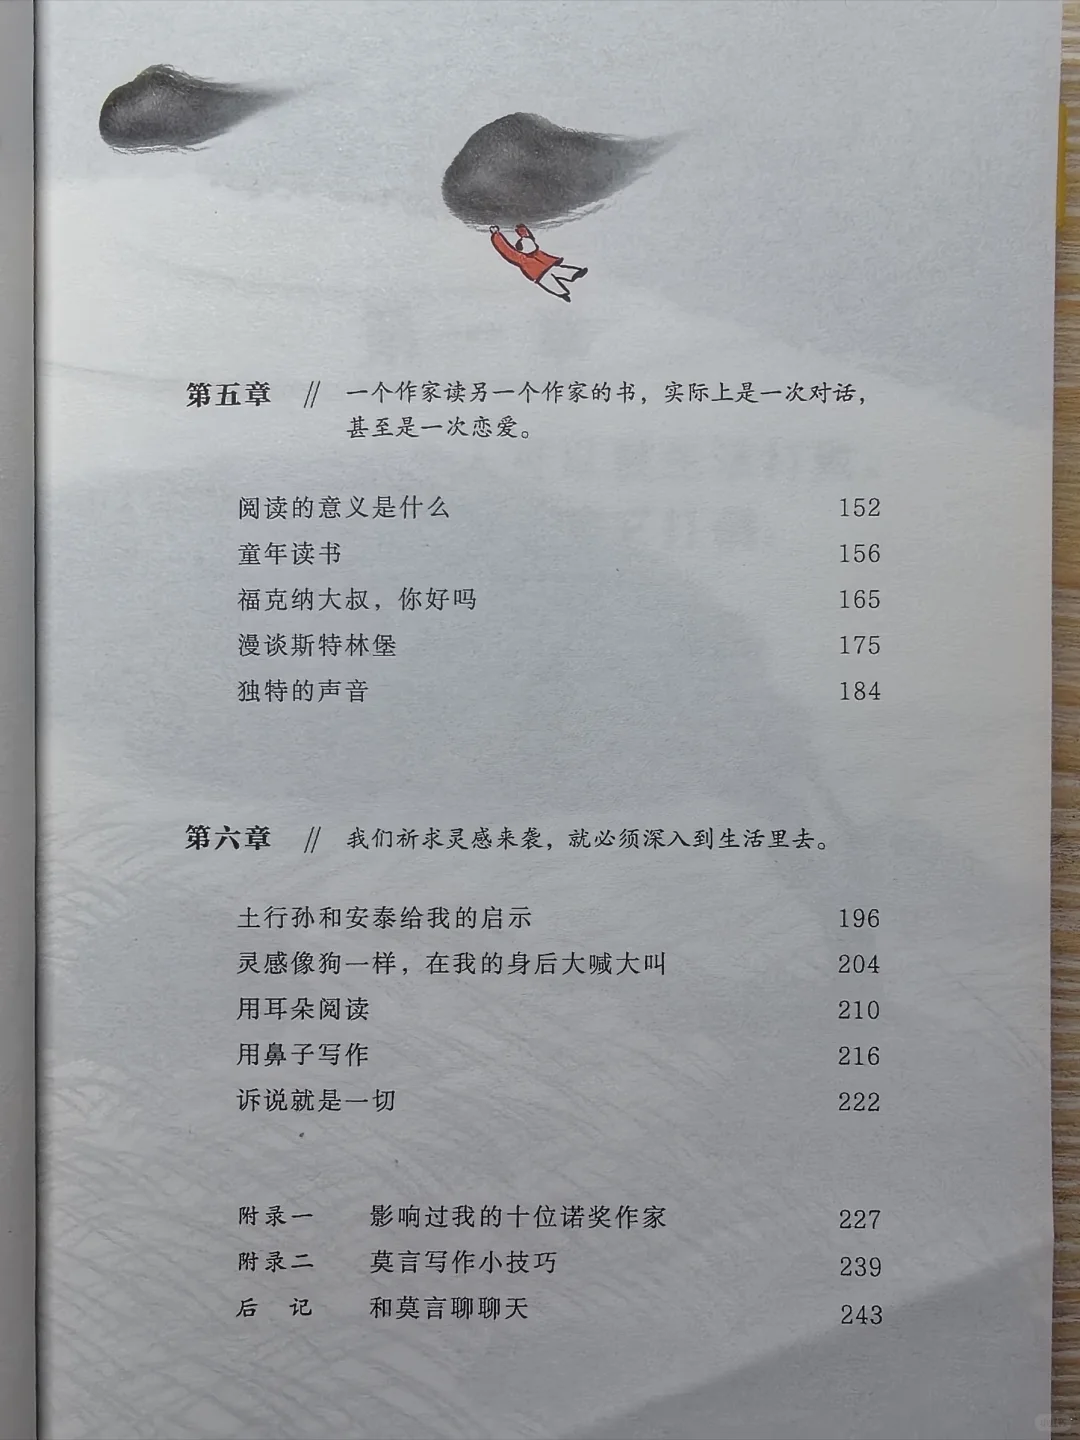 第五章 // 一个作家读另一个作家的书，实际上是一次对话，
甚至是一次恋爱。
阅读的意义是什么 152
童年读书 156
福克纳大叔，你好吗 165
漫谈斯特林堡 175
独特的声音 184
第六章 // 我们祈求灵感来袭，就必须深入到生活里去。
土行孙和安泰给我的启示 196
灵感像狗一样，在我的身后大喊大叫 204
用耳朵阅读 210
用鼻子写作 216
诉说就是一切 222
附录一 影响过我的十位诺奖作家 227
附录二 莫言写作小技巧 239
后 记 和莫言聊聊天 243